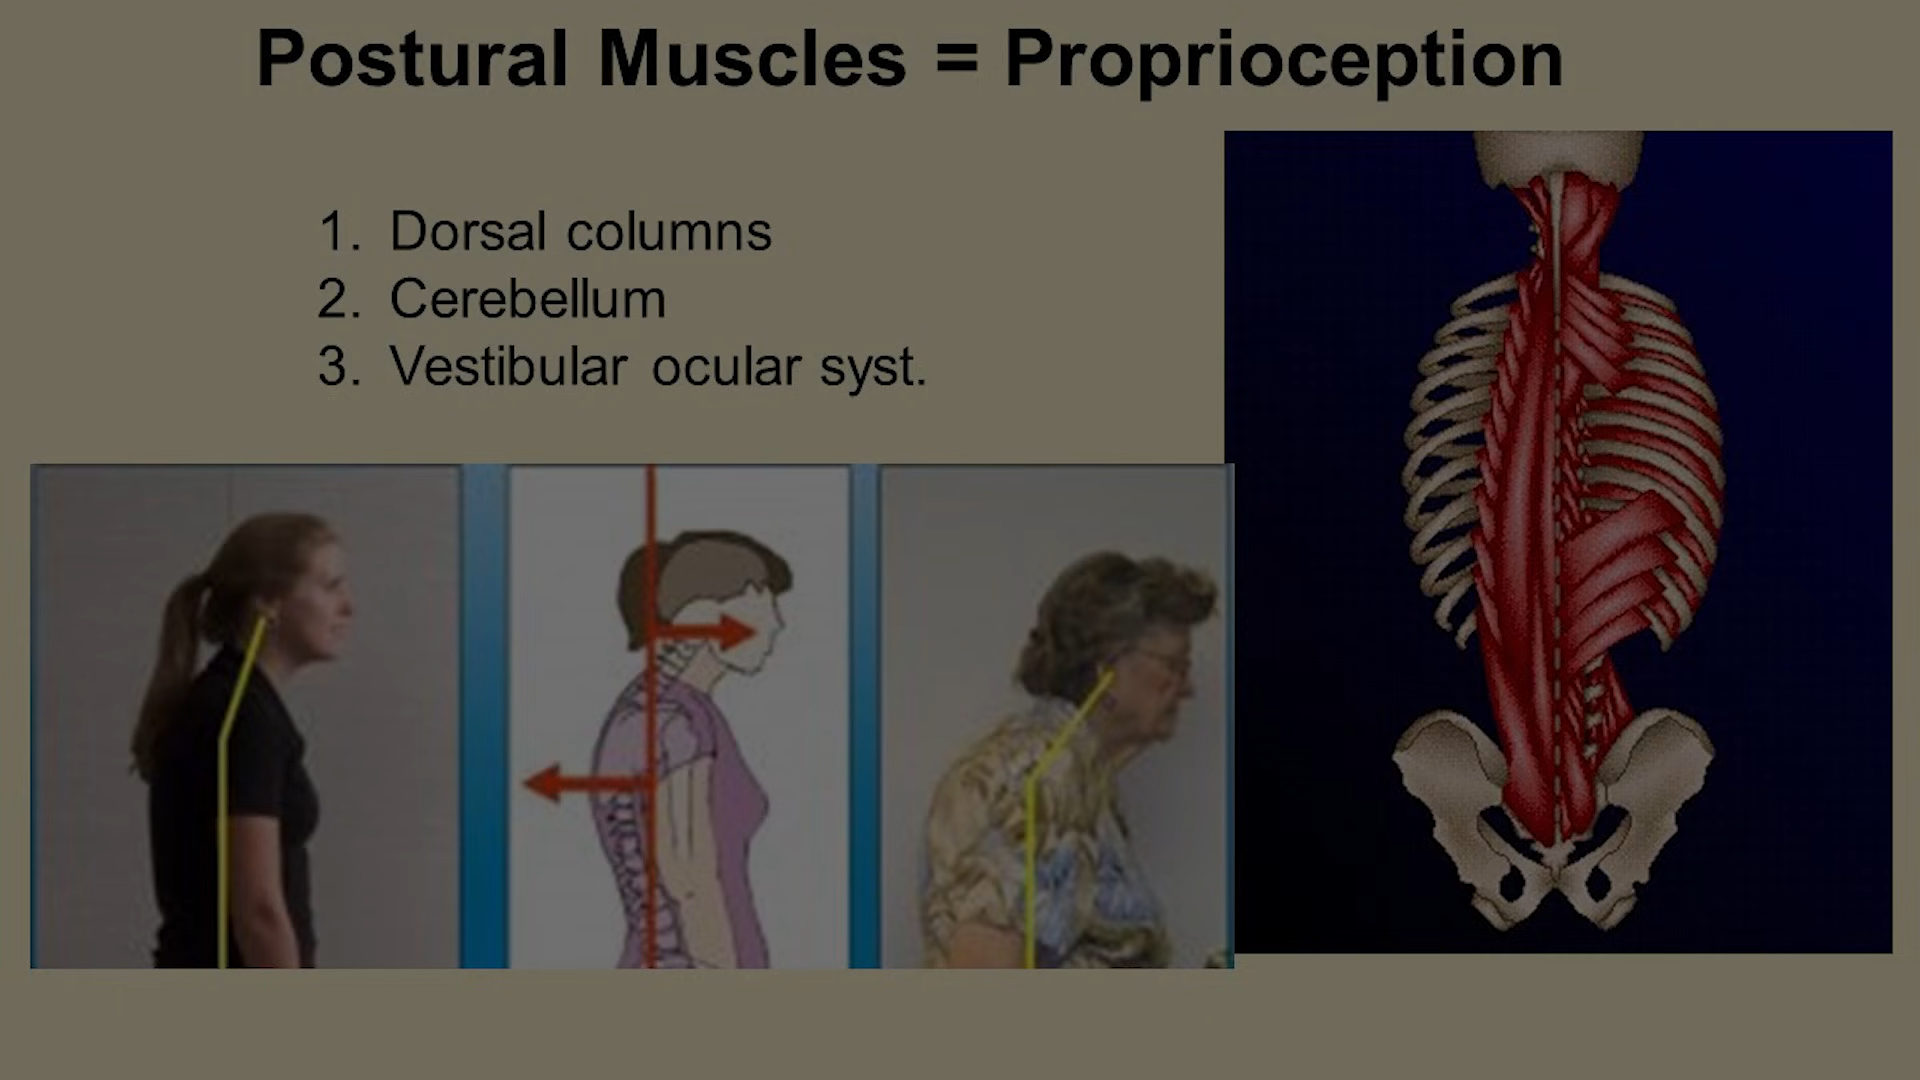 Postural Muscles = Proprioception
1. Dorsal columns
2. Cerebellum
3. Vestibular ocular syst.